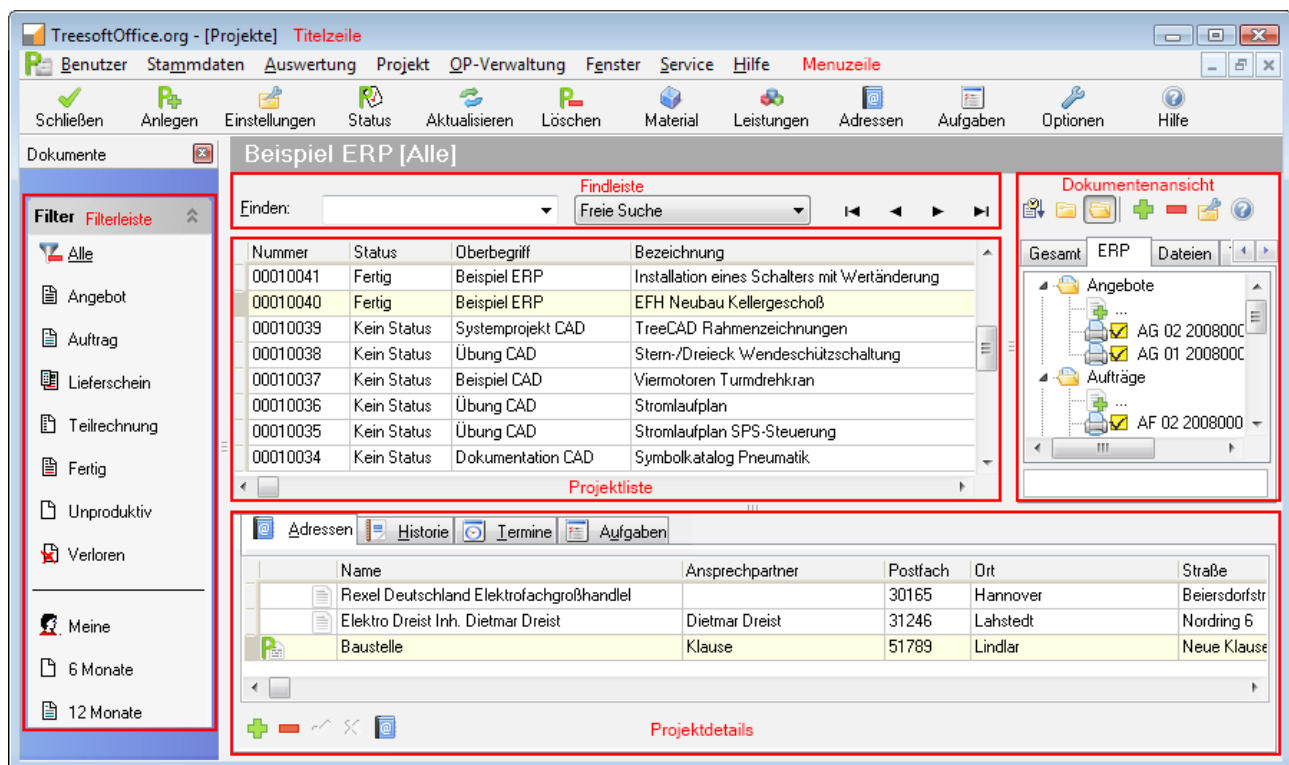 TreesoftOffice.org - [Projekte] Titelzeile
Benutzer Stammdaten Auswertung Projekt OP-Verwaltung Fenster Service Hilfe Menuzeile
Schließen Anlegen Einstellungen Status Aktualisieren Löschen Material Leistungen Adressen Aufgaben Optionen Hilfe
Dokumente
Beispiel ERP [Alle]
Filter Filterleiste
Alle
Angebot
Auftrag
Lieferschein
Teilrechnung
Fertig
Unproduktiv
Verloren
Meine
6 Monate
12 Monate
Findleiste
Finden: Freie Suche
Nummer Status Oberbegriff Bezeichnung
00010041 Fertig Beispiel ERP Installation eines Schalters mit Wertänderung
00010040 Fertig Beispiel ERP EFH Neubau Kellergeschoß
00010039 Kein Status Systemprojekt CAD TreeCAD Rahmenzeichnungen
00010038 Kein Status Übung CAD Stern-/Dreieck Wendeschützschaltung
00010037 Kein Status Beispiel CAD Viermotoren Turmdrehkran
00010036 Kein Status Übung CAD Stromlaufplan
00010035 Kein Status Übung CAD Stromlaufplan SPS-Steuerung
00010034 Kein Status Dokumentation CAD Symbolkatalog Pneumatik
Projektliste
Dokumentenansicht
Gesamt ERP Dateien
Angebote
...
AG 02 2008000
AG 01 2008000
Aufträge
...
AF 02 2008000
Adressen Historie Termine Aufgaben
Name Ansprechpartner Postfach Ort Straße
Rexel Deutschland Elektrofachgroßhandlel 30165 Hannover Beiersdorfstr
Elektro Dreist Inh. Dietmar Dreist Dietmar Dreist 31246 Lahstedt Nordring 6
Baustelle Klause 51789 Lindlar Neue Klause
Projektdetails